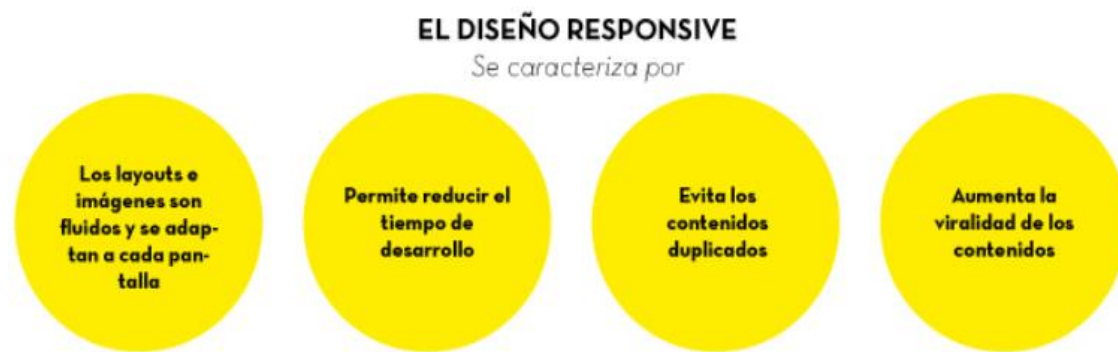 EL DISEÑO RESPONSIVE
Se caracteriza por
Los layouts e
imágenes son
fluidos y se adap-
tan a cada pan-
talla
Permite reducir el
tiempo de
desarrollo
Evita los
contenidos
duplicados
Aumenta la
viralidad de los
contenidos